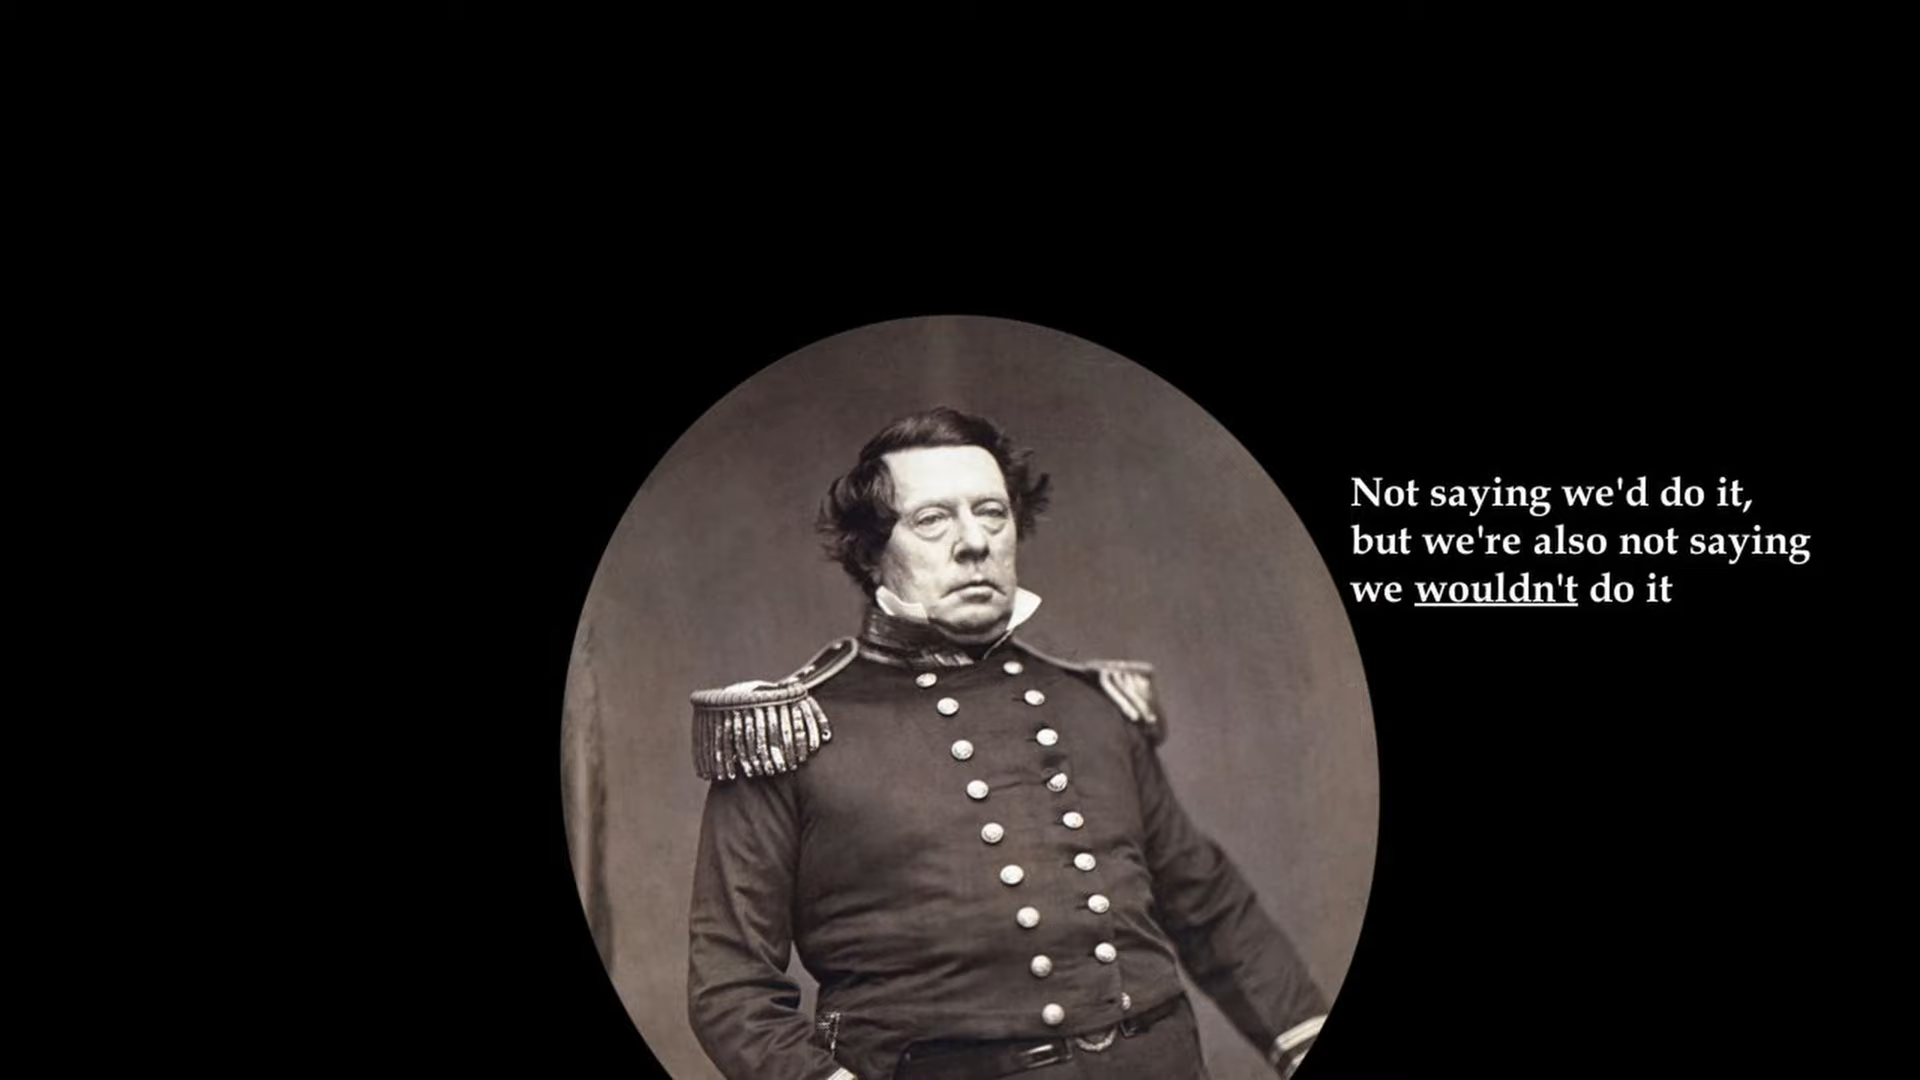 Not saying we'd do it,
but we're also not saying
we wouldn't do it